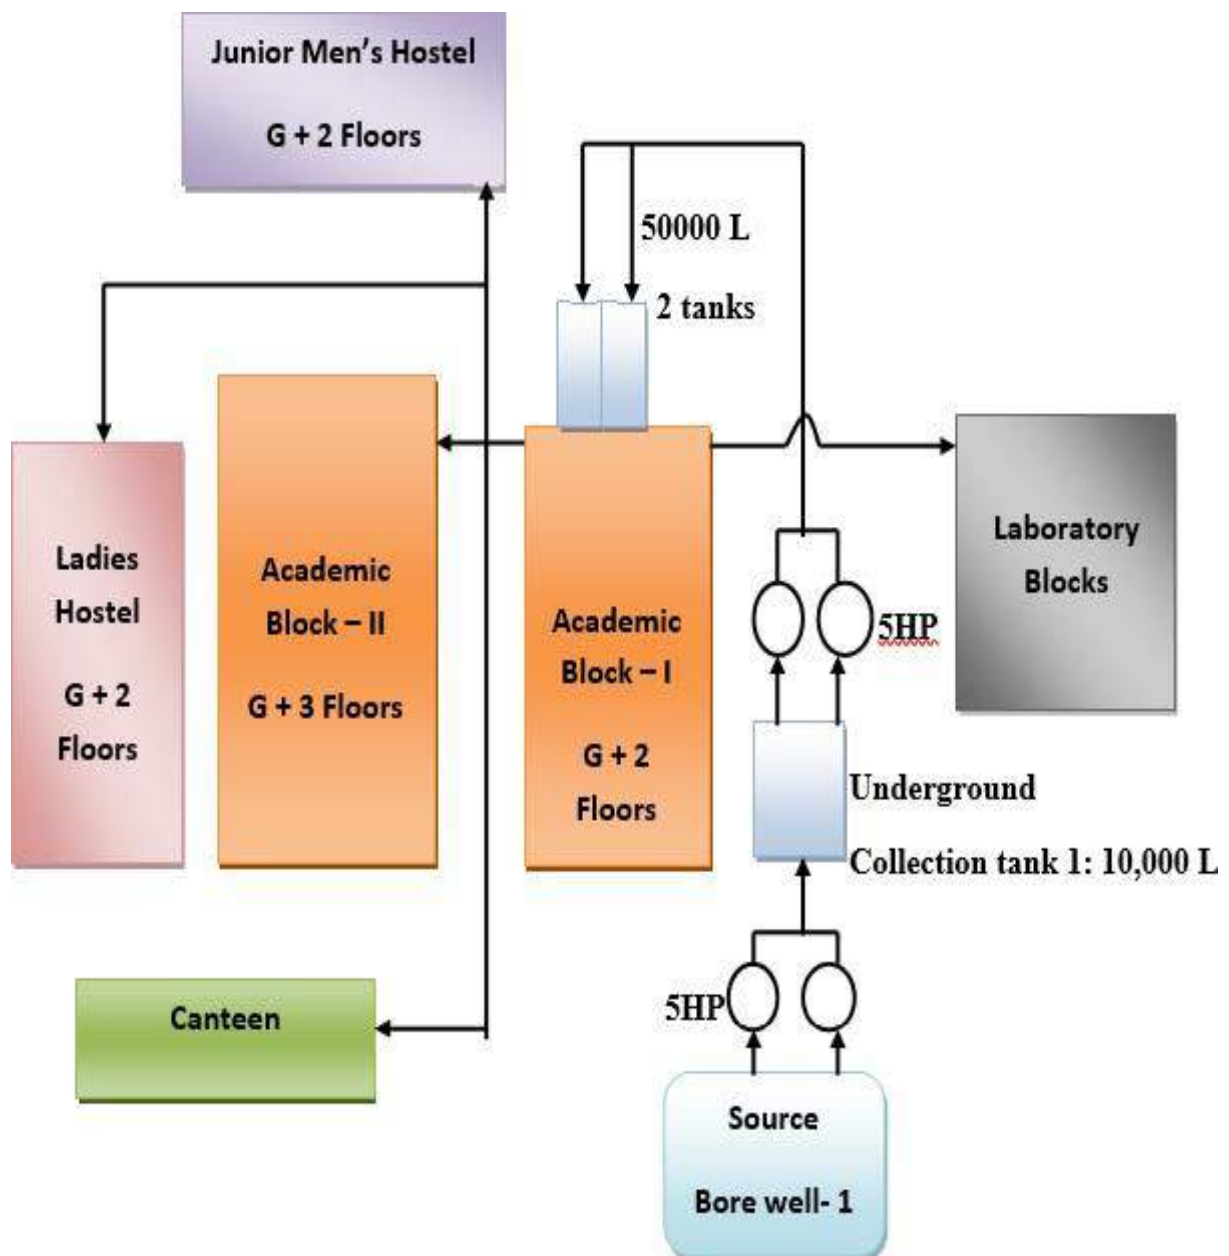 Junior Men's Hostel
G + 2 Floors
50000 L
2 tanks
Ladies
Hostel
G + 2
Floors
Academic
Block – II
G + 3 Floors
Academic
Block – I
G + 2
Floors
5HP
Laboratory
Blocks
Underground
Collection tank 1: 10,000 L
Canteen
5HP
Source
Bore well- 1